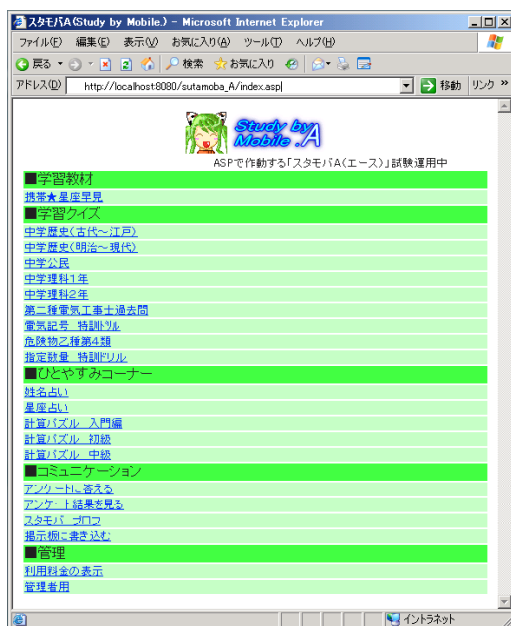 スタモバA(Study by Mobile.) - Microsoft Internet Explorer
ファイル(F) 編集(E) 表示(V) お気に入り(A) ツール(T) ヘルプ(H)
戻る 検索 お気に入り
アドレス(D) http://localhost8080/sutamoba_A/index.asp 移動 リンク »
Study by Mobile .A
ASPで作動する「スタモバA(エース)」試験運用中
■学習教材
携帯★星座早見
■学習クイズ
中学歴史(古代～江戸)
中学歴史(明治～現代)
中学公民
中学理科1年
中学理科2年
第二種電気工事士過去問
電気記号 特訓ドリル
危険物乙種第4類
指定数量 特訓ドリル
■ひとやすみコーナー
姓名占い
星座占い
計算パズル 入門編
計算パズル 初級
計算パズル 中級
■コミュニケーション
アンケートに答える
アンケート結果を見る
スタモバ プロフ
掲示板に書き込む
■管理
利用料金の表示
管理者用
イントラネット